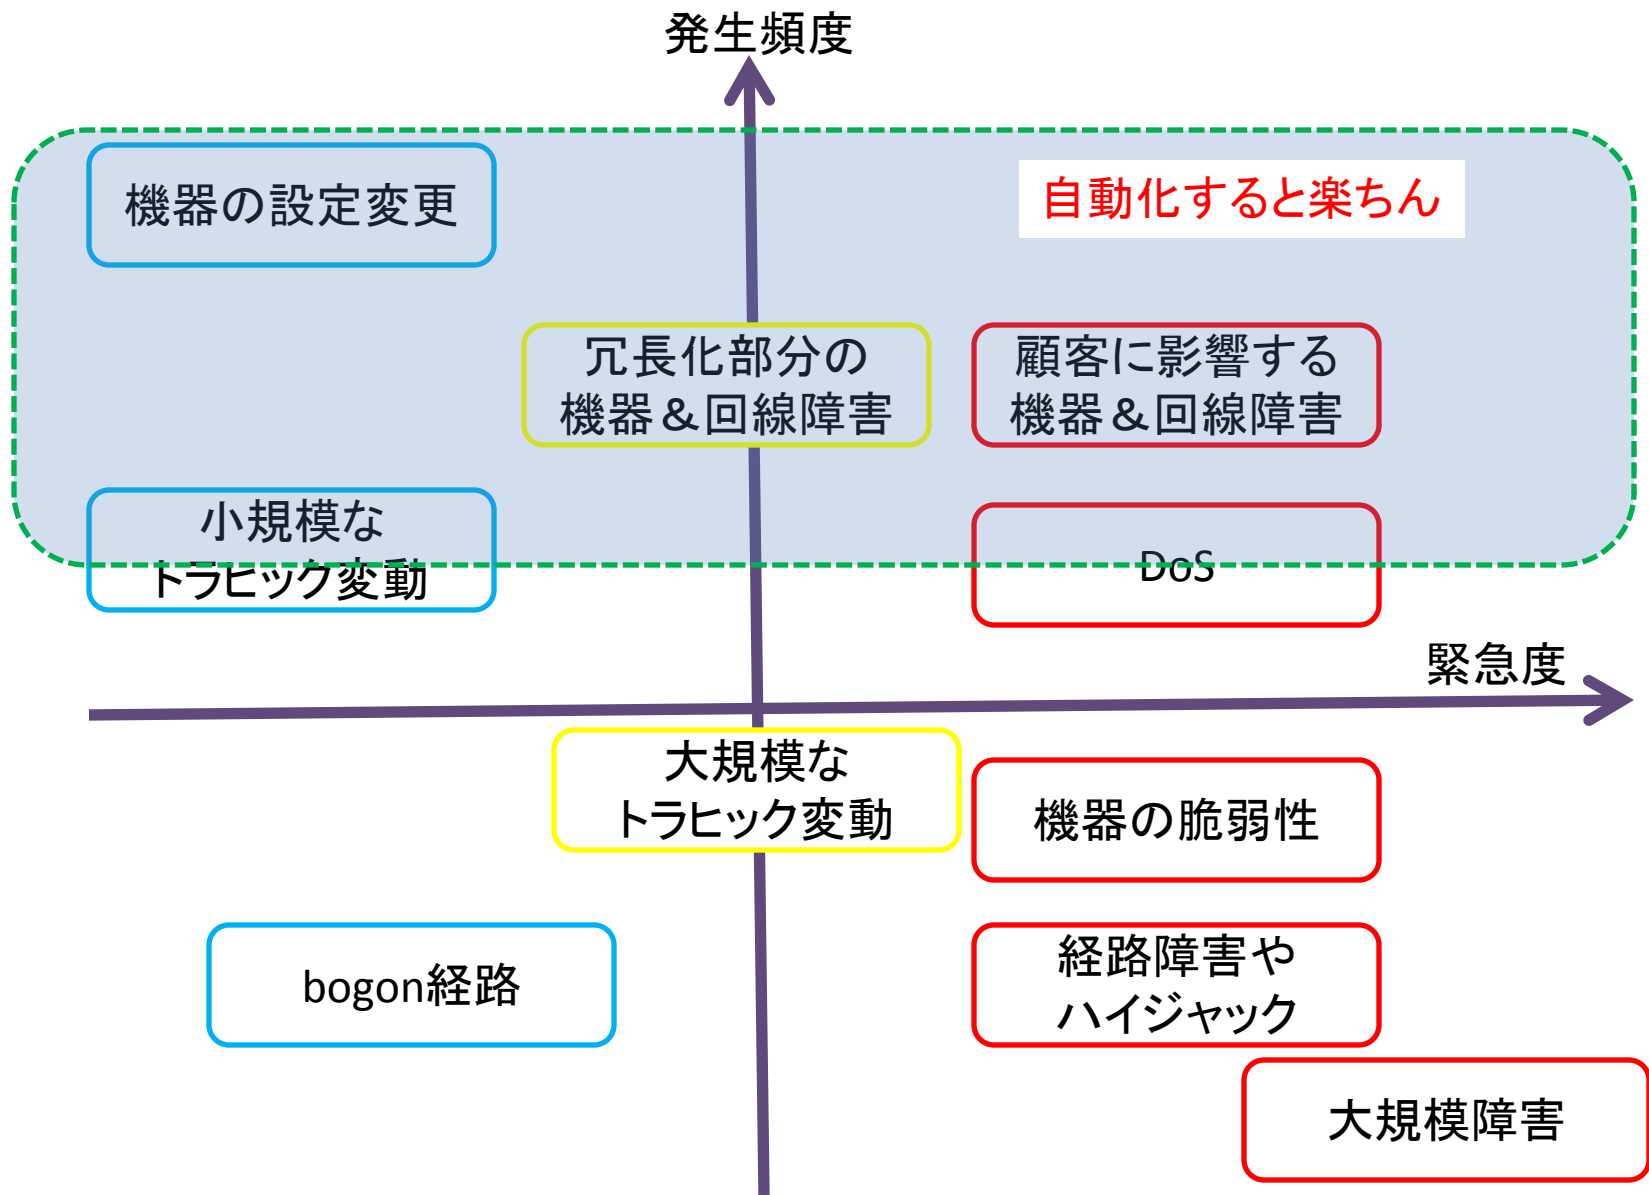 発生頻度
機器の設定変更
自動化すると楽ちん
冗長化部分の
機器＆回線障害
顧客に影響する
機器＆回線障害
小規模な
トラヒック変動
DoS
緊急度
大規模な
トラヒック変動
機器の脆弱性
bogon経路
経路障害や
ハイジャック
大規模障害